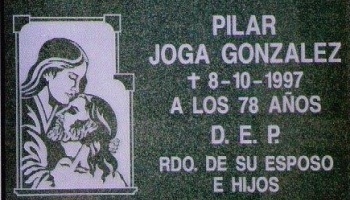 PILAR
JOGA GONZALEZ
† 8-10-1997
A LOS 78 AÑOS
D. E. P.
RDO. DE SU ESPOSO
E HIJOS